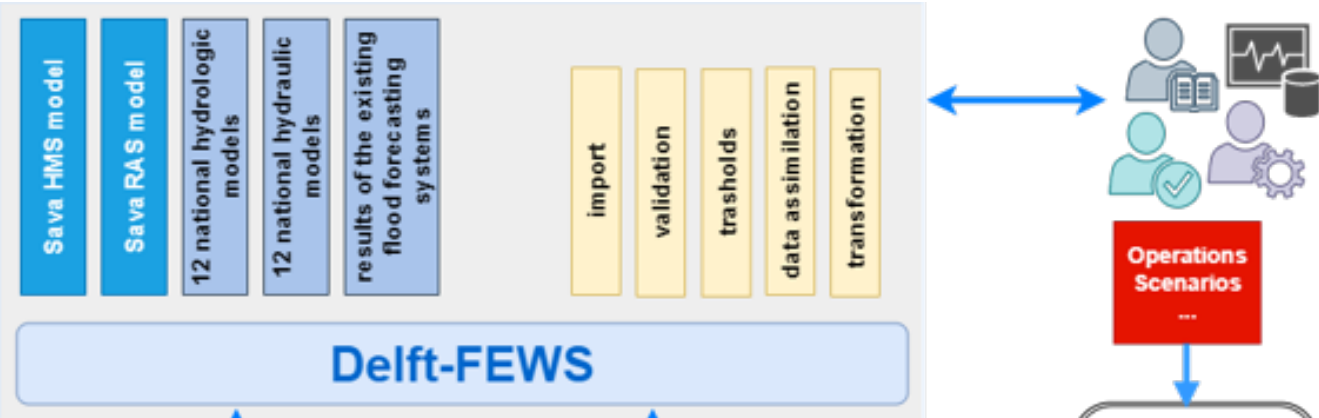 Sava HMS model
Sava RAS model
12 national hydrologic
models
12 national hydraulic
models
results of the existing
flood forecasting
systems
import
validation
trasholds
data assimilation
transformation
Operations
Scenarios
...
Delft-FEWS